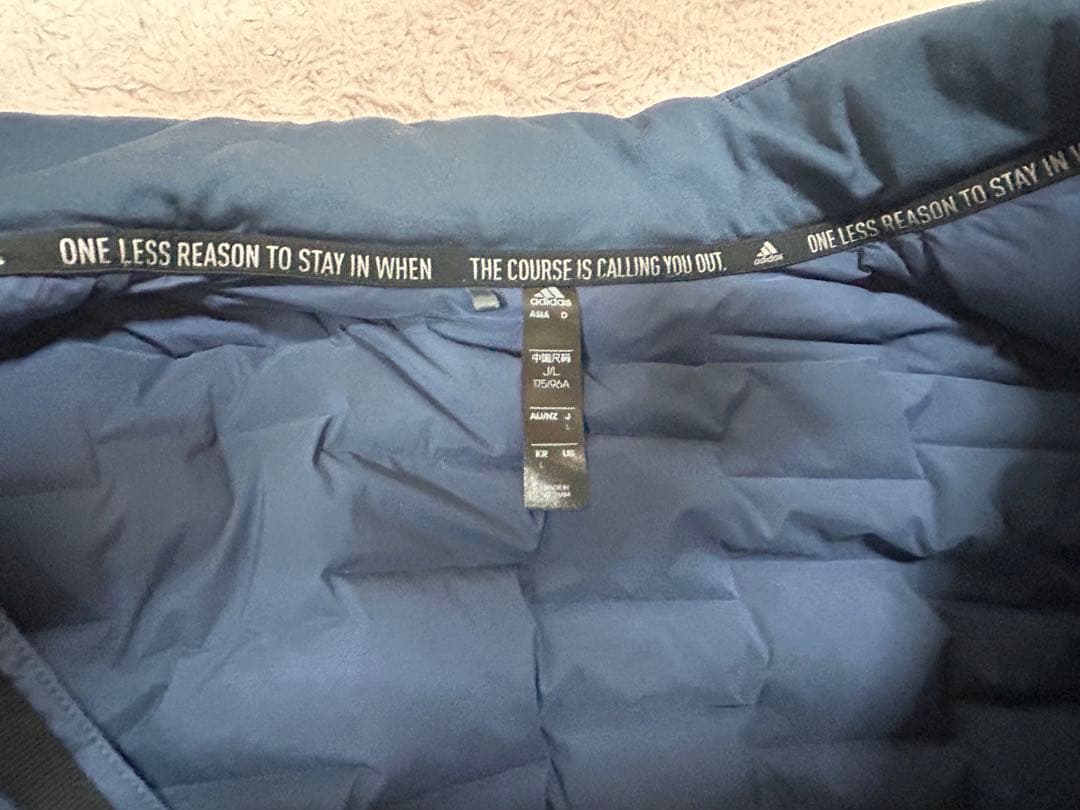 ONE LESS REASON TO STAY IN WHEN THE COURSE IS CALLING YOU OUT. adidas ONE LESS REASON TO STAY IN W
adidas
ASIA D
中国尺码
J/L
175/96A
AU/NZ J
L
KR US
L